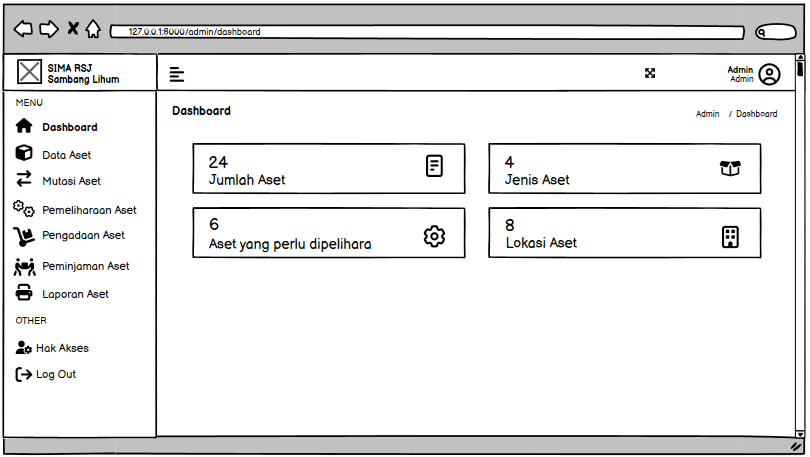 127.0.0.1:8000/admin/dashboard
SIMA RSJ
Sambang Lihum
Admin
Admin
MENU
Dashboard
Data Aset
Mutasi Aset
Pemeliharaan Aset
Pengadaan Aset
Peminjaman Aset
Laporan Aset
OTHER
Hak Akses
Log Out
Dashboard
Admin / Dashboard
24
Jumlah Aset
4
Jenis Aset
6
Aset yang perlu dipelihara
8
Lokasi Aset